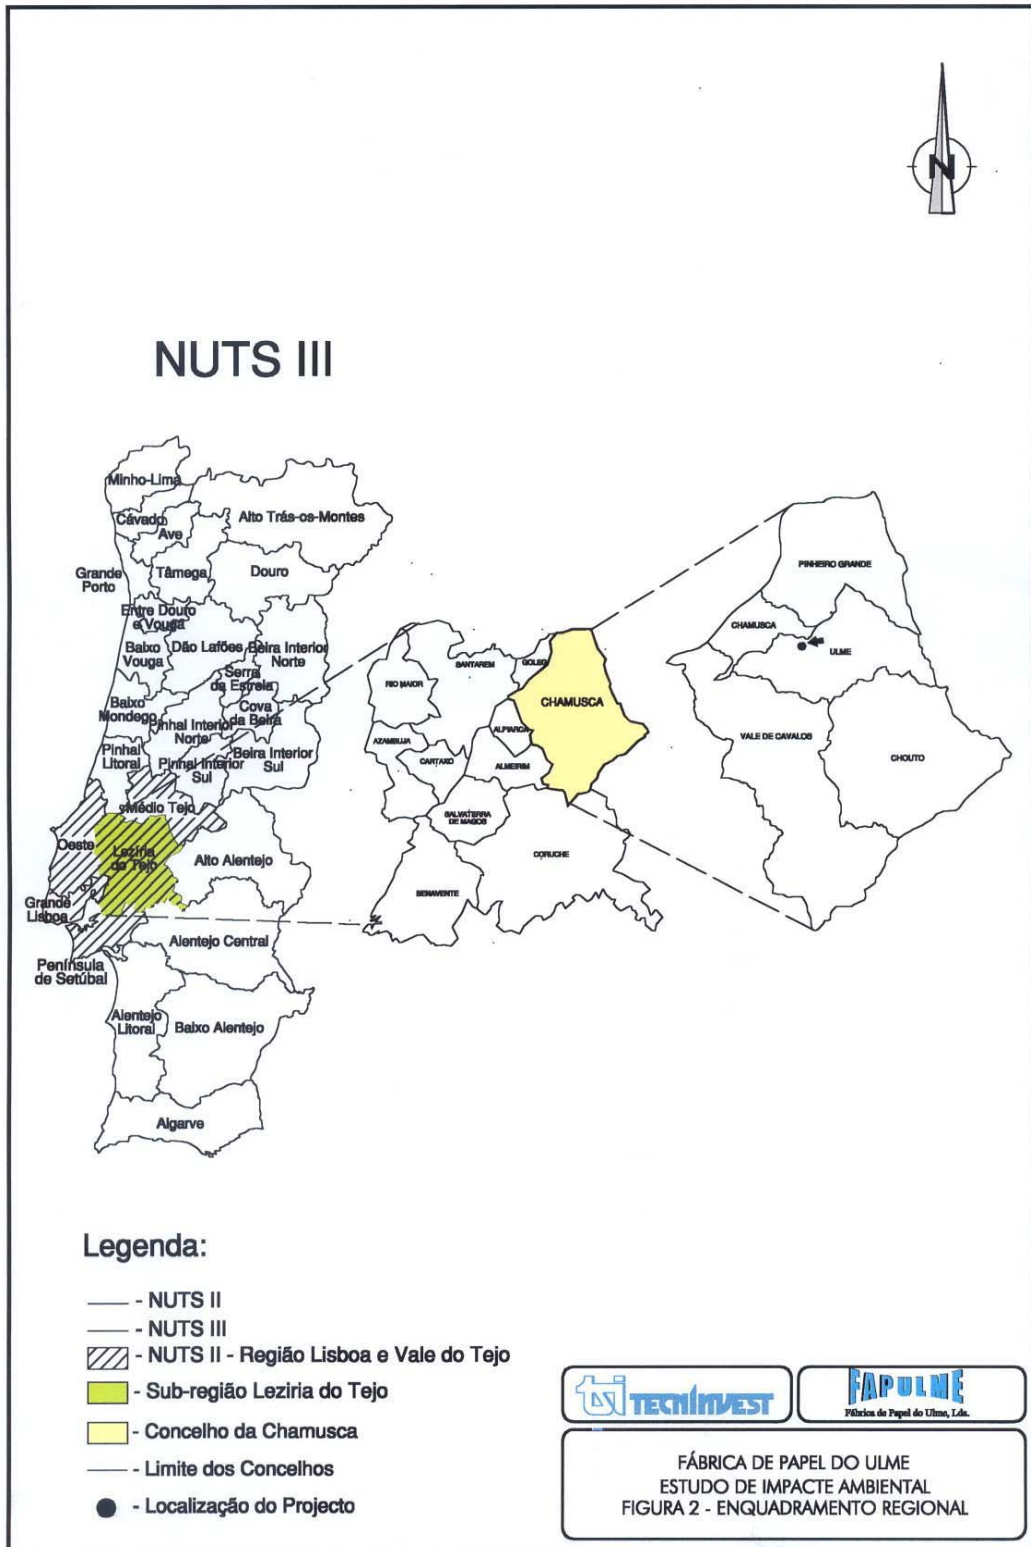 N
NUTS III
Minho-Lima
Cávado
Ave
Alto Trás-os-Montes
Grande
Porto
Tâmega
Douro
Entre Douro
e Vouga
Baixo
Vouga
Dão Lafões
Beira Interior
Norte
Serra
da Estrela
Baixo
Mondego
Cova
da Beira
Pinhal Interior
Norte
Pinhal
Litoral
Pinhal Interior
Sul
Beira Interior
Sul
Médio Tejo
Oeste
Lezíria
do Tejo
Alto Alentejo
Grande
Lisboa
Península
de Setúbal
Alentejo Central
Alentejo
Litoral
Baixo Alentejo
Algarve
SANTAREM
GOLEG
RIO MAIOR
CHAMUSCA
ALPIARCA
AZAMBUJA
CARTAXO
ALMEIRIM
SALVATERRA
DE MAGOS
CORUCHE
BENAVENTE
PINHEIRO GRANDE
CHAMUSCA
ULME
VALE DE CAVALOS
CHOUTO
Legenda:
- NUTS II
- NUTS III
- NUTS II - Região Lisboa e Vale do Tejo
- Sub-região Leziria do Tejo
- Concelho da Chamusca
- Limite dos Concelhos
- Localização do Projecto
TECNINVEST
FAPULME
Fábrica de Papel do Ulme, Lda.
FÁBRICA DE PAPEL DO ULME
ESTUDO DE IMPACTE AMBIENTAL
FIGURA 2 - ENQUADRAMENTO REGIONAL